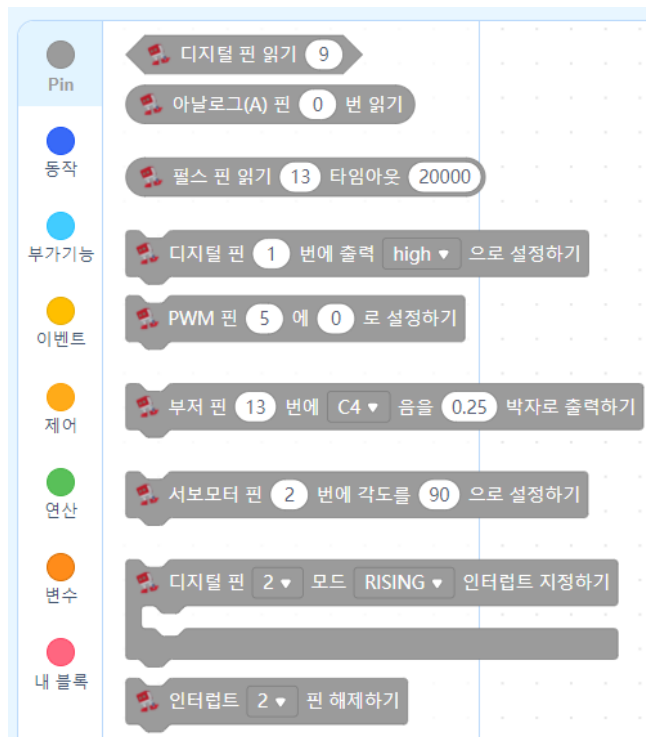 Pin
동작
부가기능
이벤트
제어
연산
변수
내 블록
디지털 핀 읽기 9
아날로그(A) 핀 0 번 읽기
펄스 핀 읽기 13 타임아웃 20000
디지털 핀 1 번에 출력 high ▾ 으로 설정하기
PWM 핀 5 에 0 로 설정하기
부저 핀 13 번에 C4 ▾ 음을 0.25 박자로 출력하기
서보모터 핀 2 번에 각도를 90 으로 설정하기
디지털 핀 2 ▾ 모드 RISING ▾ 인터럽트 지정하기
인터럽트 2 ▾ 핀 해제하기